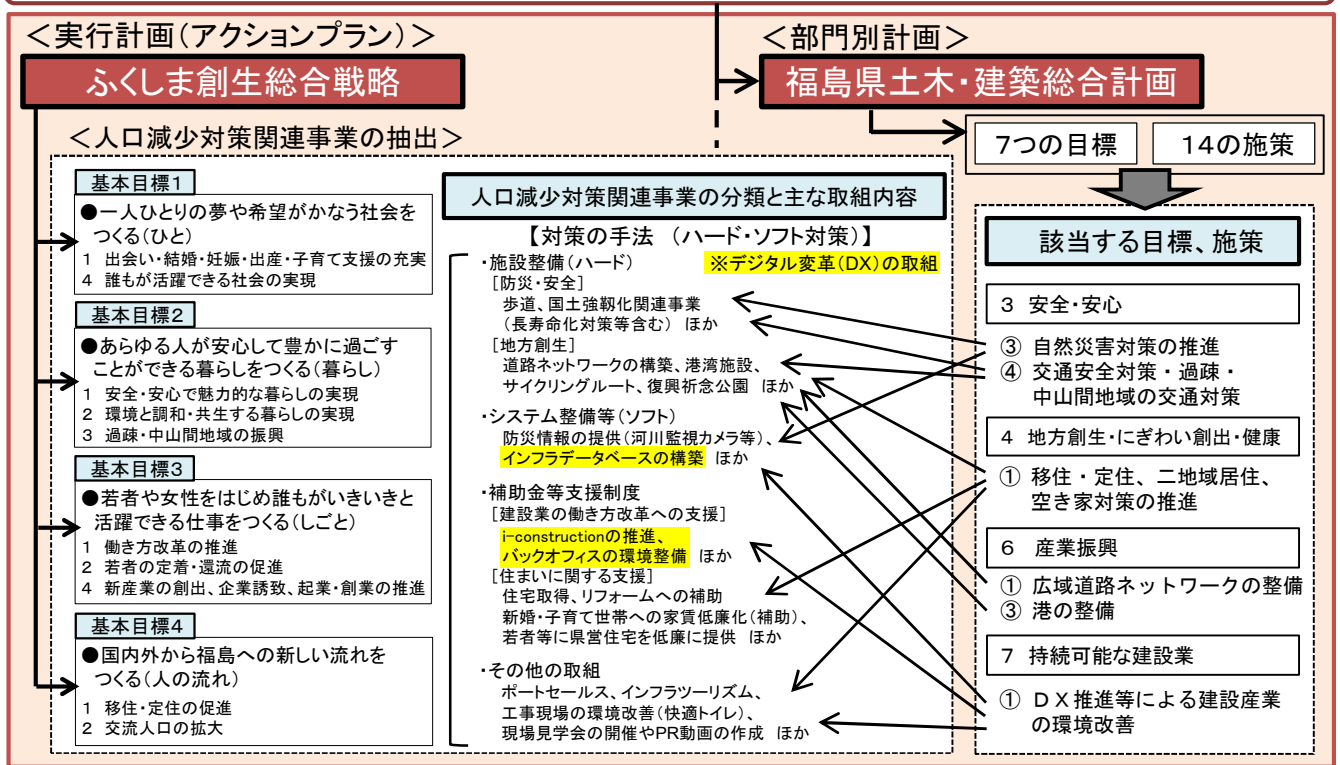 ＜実行計画（アクションプラン）＞
ふくしま創生総合戦略
＜部門別計画＞
福島県土木・建築総合計画
7つの目標
14の施策
＜人口減少対策関連事業の抽出＞
基本目標1
●一人ひとりの夢や希望がかなう社会を
つくる（ひと）
1 出会い・結婚・妊娠・出産・子育て支援の充実
4 誰もが活躍できる社会の実現
基本目標2
●あらゆる人が安心して豊かに過ごす
ことができる暮らしをつくる（暮らし）
1 安全・安心で魅力的な暮らしの実現
2 環境と調和・共生する暮らしの実現
3 過疎・中山間地域の振興
基本目標3
●若者や女性をはじめ誰もがいきいきと
活躍できる仕事をつくる（しごと）
1 働き方改革の推進
2 若者の定着・還流の促進
4 新産業の創出、企業誘致、起業・創業の推進
基本目標4
●国内外から福島への新しい流れを
つくる（人の流れ）
1 移住・定住の促進
2 交流人口の拡大
人口減少対策関連事業の分類と主な取組内容
【対策の手法 （ハード・ソフト対策）】
・施設整備（ハード） ※デジタル変革（DX）の取組
［防災・安全］
歩道、国土強靱化関連事業
（長寿命化対策等含む） ほか
［地方創生］
道路ネットワークの構築、港湾施設、
サイクリングルート、復興祈念公園 ほか
・システム整備等（ソフト）
防災情報の提供（河川監視カメラ等）、
インフラデータベースの構築 ほか
・補助金等支援制度
［建設業の働き方改革への支援］
i-constructionの推進、
バックオフィスの環境整備 ほか
［住まいに関する支援］
住宅取得、リフォームへの補助
新婚・子育て世帯への家賃低廉化（補助）、
若者等に県営住宅を低廉に提供 ほか
・その他の取組
ポートセールス、インフラツーリズム、
工事現場の環境改善（快適トイレ）、
現場見学会の開催やPR動画の作成 ほか
該当する目標、施策
3 安全・安心
③ 自然災害対策の推進
④ 交通安全対策・過疎・
中山間地域の交通対策
4 地方創生・にぎわい創出・健康
① 移住・定住、二地域居住、
空き家対策の推進
6 産業振興
① 広域道路ネットワークの整備
③ 港の整備
7 持続可能な建設業
① ＤＸ推進等による建設産業
の環境改善